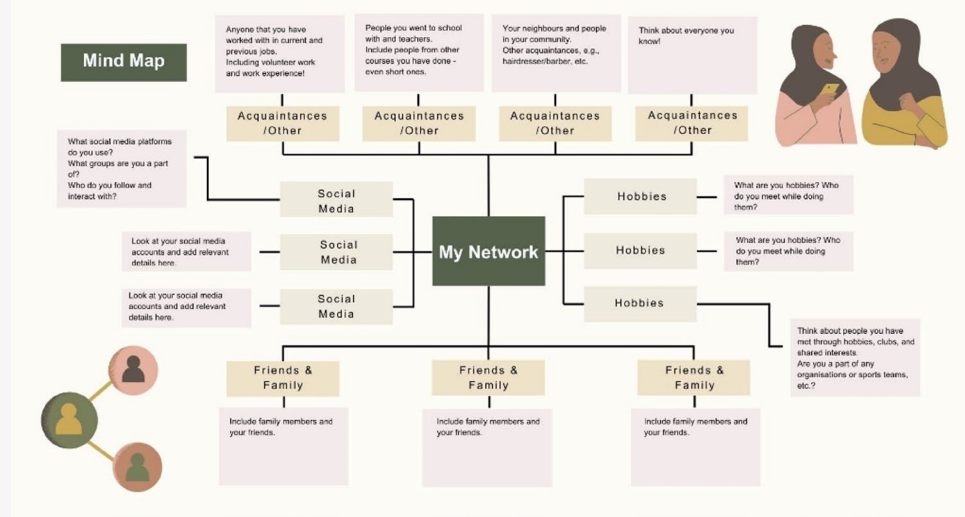 Mind Map
Anyone that you have
worked with in current and
previous jobs.
Including volunteer work
and work experience!
People you went to school
with and teachers.
Include people from other
courses you have done -
even short ones.
Your neighbours and people
in your community.
Other acquaintances, e.g.,
hairdresser/barber, etc.
Think about everyone you
know!
Acquaintances
/Other
Acquaintances
/Other
Acquaintances
/Other
Acquaintances
/Other
What social media platforms
do you use?
What groups are you a part
of?
Who do you follow and
interact with?
Social
Media
Look at your social media
accounts and add relevant
details here.
Social
Media
Look at your social media
accounts and add relevant
details here.
Social
Media
My Network
Hobbies
What are you hobbies? Who
do you meet while doing
them?
Hobbies
What are you hobbies? Who
do you meet while doing
them?
Hobbies
Think about people you have
met through hobbies, clubs, and
shared interests.
Are you a part of any
organisations or sports teams,
etc.?
Friends &
Family
Friends &
Family
Friends &
Family
Include family members and
your friends.
Include family members and
your friends.
Include family members and
your friends.